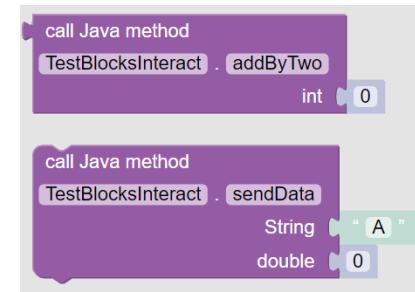 call Java method
TestBlocksInteract . addByTwo
int 0
call Java method
TestBlocksInteract . sendData
String “ A ”
double 0